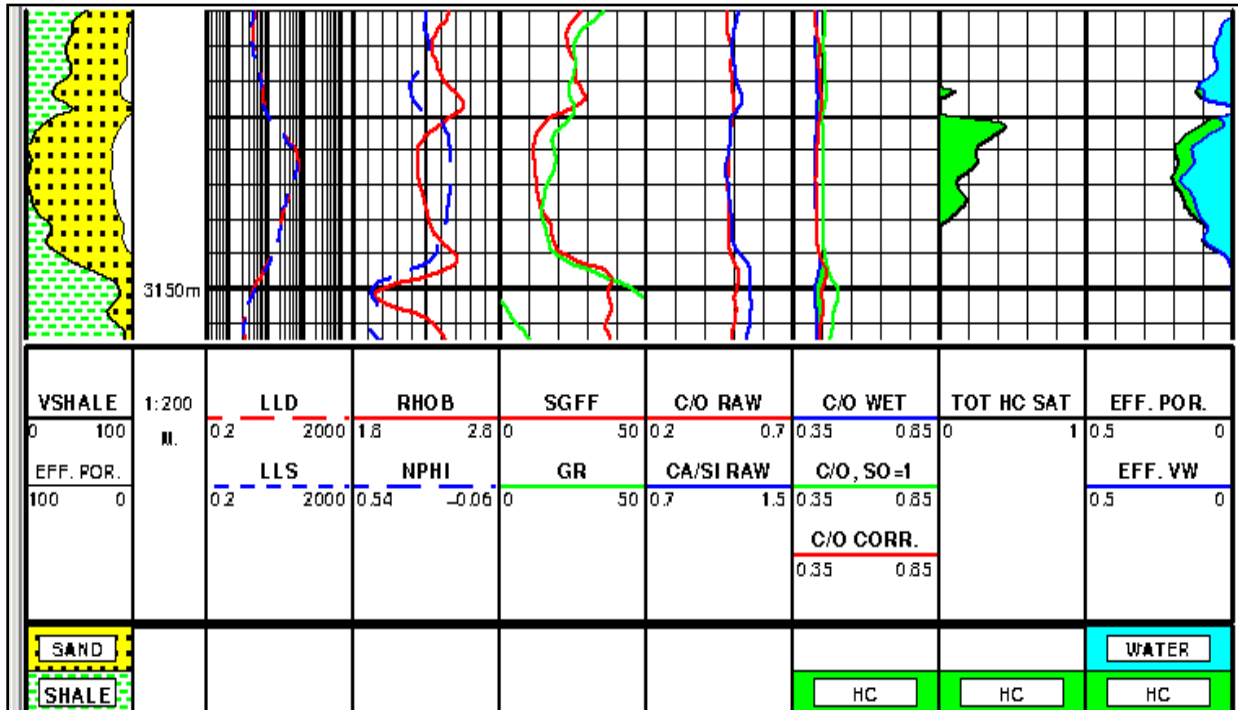 3150m
VSHALE 1:200 LLD RHOB SGFF C/O RAW C/O WET TOT HC SAT EFF. POR.
0 100 M. 0.2 2000 1.8 2.8 0 50 0.2 0.7 0.35 0.85 0 1 0.5 0
EFF. POR. LLS NPHI GR CA/SI RAW C/O, SO=1 EFF. VW
100 0 0.2 2000 0.54 -0.06 0 50 0.7 1.5 0.35 0.85 0.5 0
C/O CORR.
0.35 0.85
SAND WATER
SHALE HC HC HC